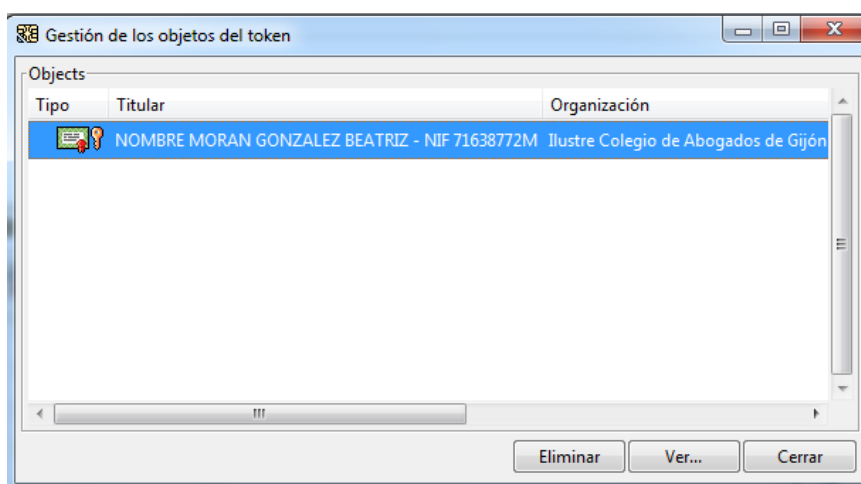 Gestión de los objetos del token
Objects
Tipo Titular Organización
NOMBRE MORAN GONZALEZ BEATRIZ - NIF 71638772M Ilustre Colegio de Abogados de Gijón
Eliminar Ver... Cerrar